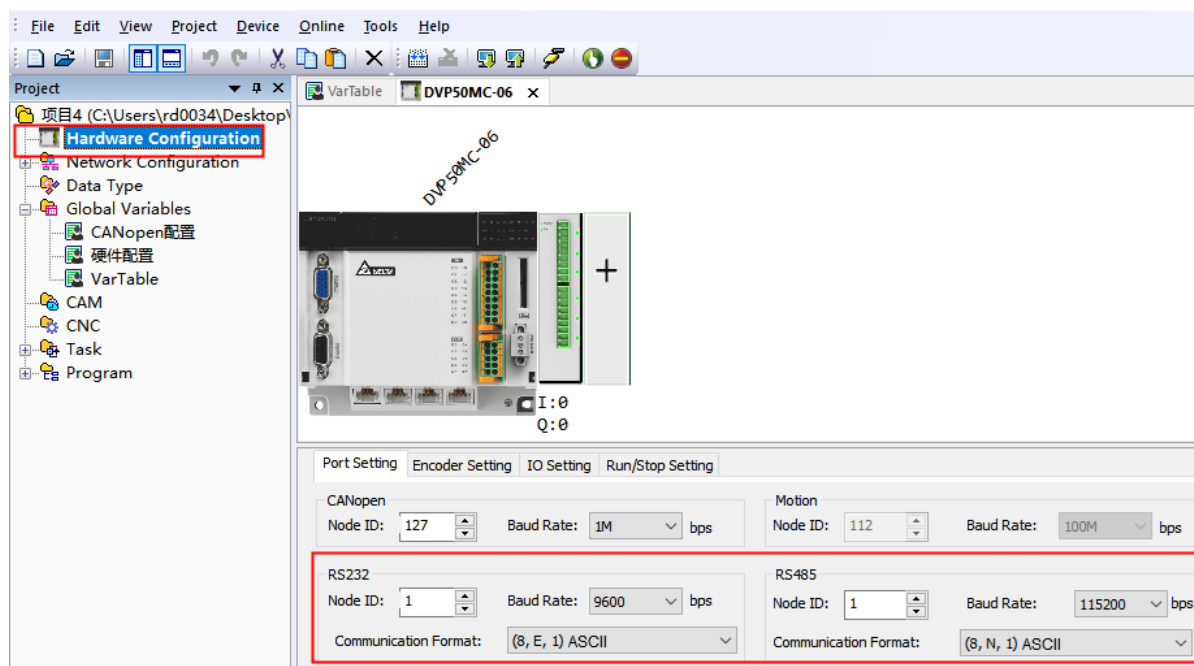 File Edit View Project Device Online Tools Help
Project
VarTable DVP50MC-06
项目4 (C:\Users\rd0034\Desktop\
Hardware Configuration
Network Configuration
Data Type
Global Variables
CANopen配置
硬件配置
VarTable
CAM
CNC
Task
Program
DVP50MC-06
DELTA
I:0
Q:0
Port Setting Encoder Setting IO Setting Run/Stop Setting
CANopen Motion
Node ID: 127 Baud Rate: 1M bps Node ID: 112 Baud Rate: 100M bps
RS232 RS485
Node ID: 1 Baud Rate: 9600 bps Node ID: 1 Baud Rate: 115200 bps
Communication Format: (8, E, 1) ASCII Communication Format: (8, N, 1) ASCII